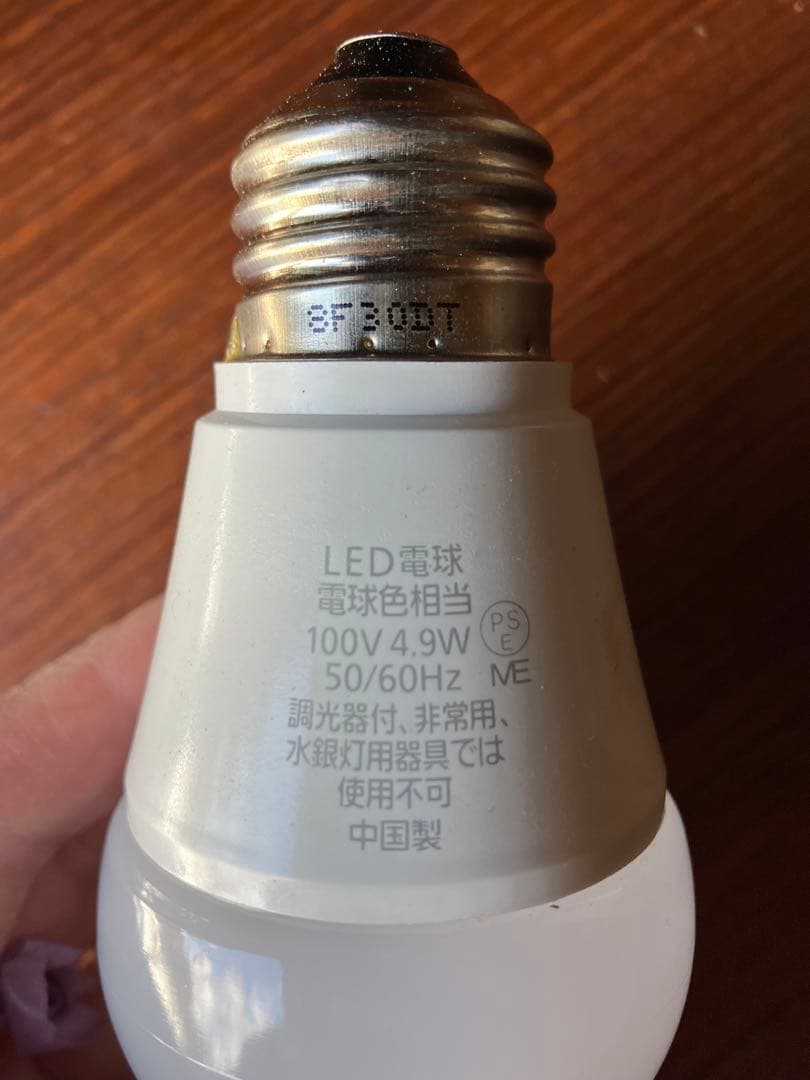 8F30DT
LED電球
電球色相当
100V 4.9W
PS
E
50/60Hz ME
調光器付、非常用、
水銀灯用器具では
使用不可
中国製